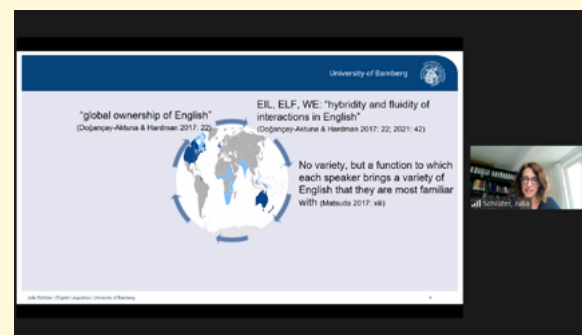 University of Bamberg
"global ownership of English"
(Doğançay-Aktuna & Hardman 2017: 22)
EIL, ELF, WE: "hybridity and fluidity of
interactions in English"
(Doğançay-Aktuna & Hardman 2017: 22; 2021: 42)
No variety, but a function to which
each speaker brings a variety of
English that they are most familiar
with (Matsuda 2017: xiii)
Schlüter, Julia
Julia Schlüter | English Linguistics | University of Bamberg